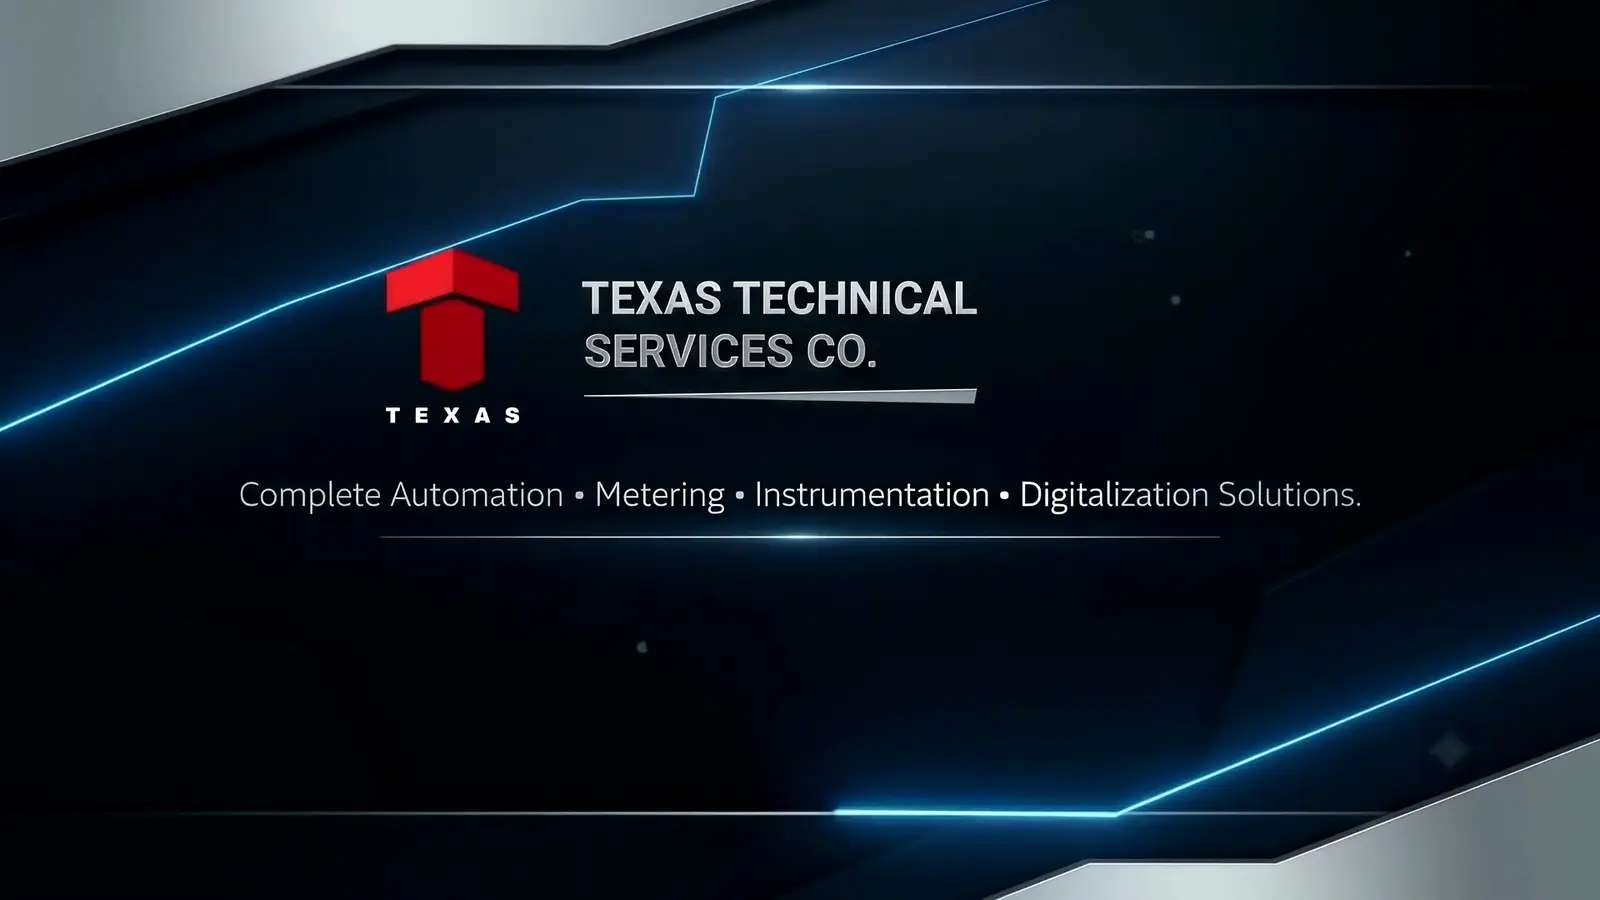 TEXAS TECHNICAL
SERVICES CO.
TEXAS
Complete Automation • Metering • Instrumentation • Digitalization Solutions.